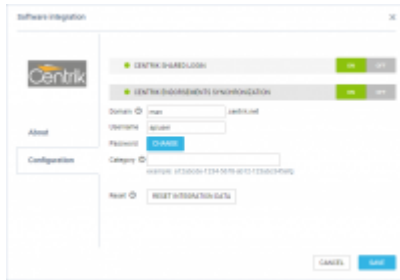 Software integration
Centrik
CENTRIK SHARED LOGIN
ON OFF
CENTRIK ENDORSEMENTS SYNCHRONIZATION
ON OFF
Domain
.centrik.net
Username
About
Password
CHANGE
Configuration
Category
example:
Reset
RESET INTEGRATION DATA
CANCEL
SAVE